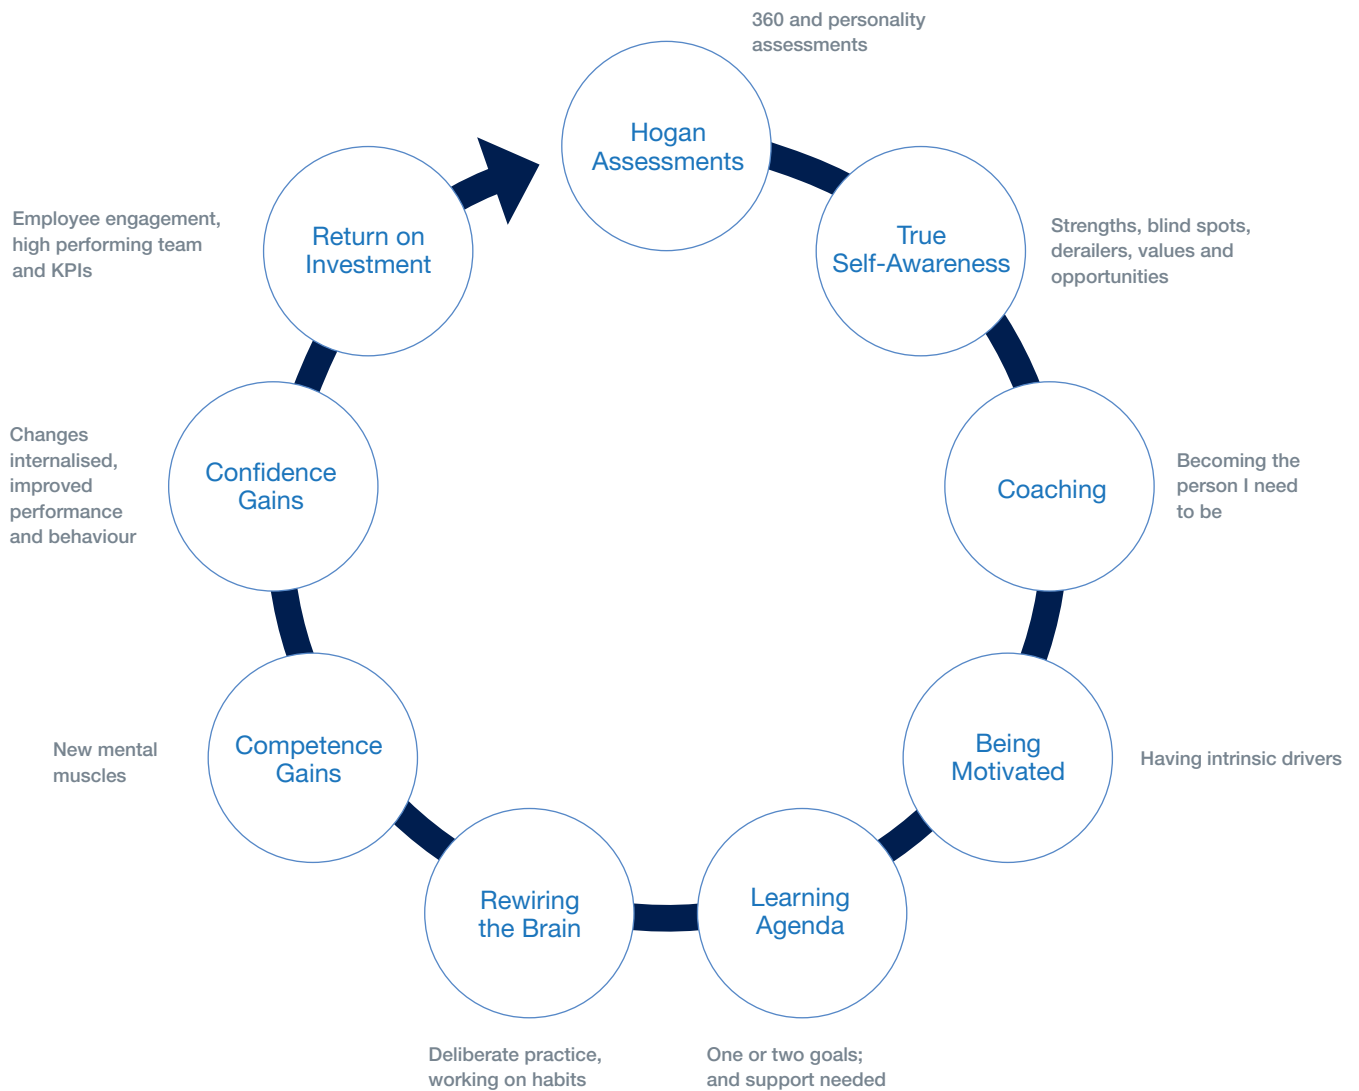 360 and personality
assessments
Hogan
Assessments
True
Self-Awareness
Strengths, blind spots,
derailers, values and
opportunities
Coaching
Becoming the
person I need
to be
Being
Motivated
Having intrinsic drivers
Learning
Agenda
One or two goals;
and support needed
Rewiring
the Brain
Deliberate practice,
working on habits
Competence
Gains
New mental
muscles
Confidence
Gains
Changes
internalised,
improved
performance
and behaviour
Return on
Investment
Employee engagement,
high performing team
and KPIs